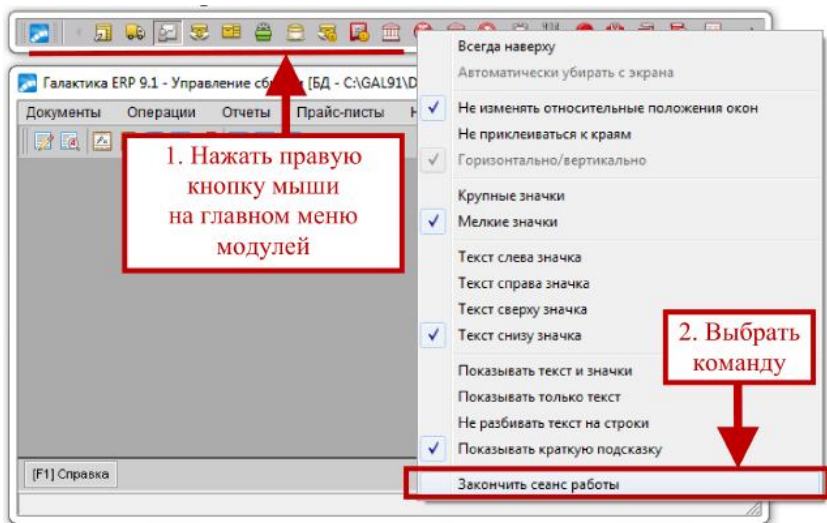 Галактика ERP 9.1 - Управление [БД - C:\GAL91\D
Документы Операции Отчеты Прайс-листы
1. Нажать правую
кнопку мыши
на главном меню
модулей
Всегда наверху
Автоматически убирать с экрана
Не изменять относительные положения окон
Не приклеиваться к краям
Горизонтально/вертикально
Крупные значки
Мелкие значки
Текст слева значка
Текст справа значка
Текст сверху значка
Текст снизу значка
2. Выбрать
команду
Показывать текст и значки
Показывать только текст
Не разбивать текст на строки
Показывать краткую подсказку
Закончить сеанс работы
[F1] Справка